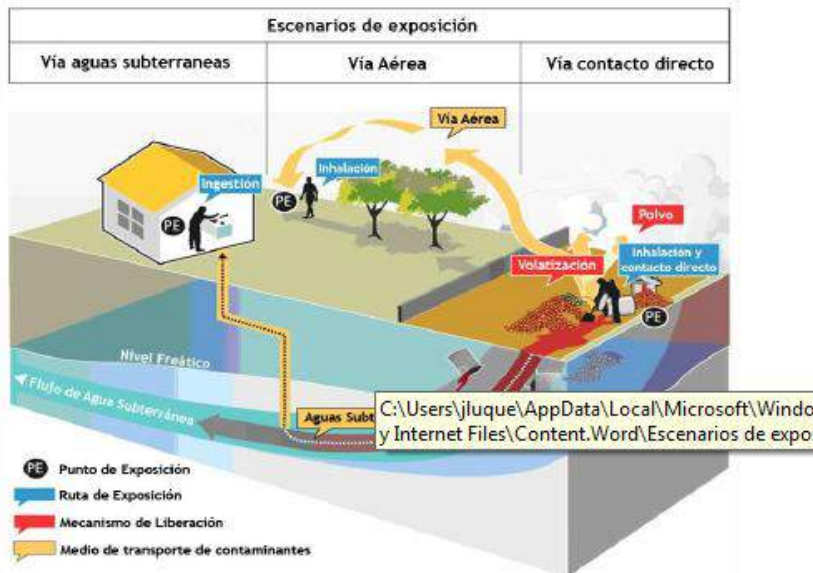 Escenarios de exposición
Vía aguas subterraneas
Vía Aérea
Vía contacto directo
Vía Aérea
Inhalación
Ingestión
PE
PE
Polvo
Volatización
Inhalación y
contacto directo
PE
Nivel Freático
Flujo de Agua Subterránea
Aguas Subt
C:\Users\jluque\AppData\Local\Microsoft\Windo
y Internet Files\Content.Word\Escenarios de expos
PE Punto de Exposición
Ruta de Exposición
Mecanismo de Liberación
Medio de transporte de contaminantes